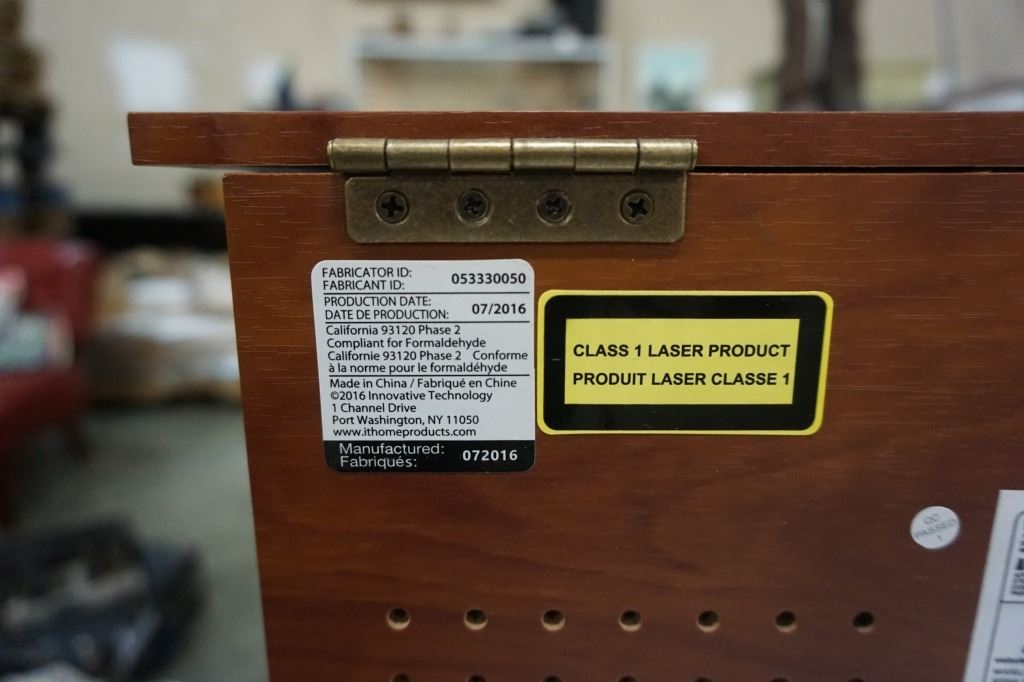 FABRICATOR ID:
FABRICANT ID: 053330050
PRODUCTION DATE:
DATE DE PRODUCTION: 07/2016
California 93120 Phase 2
Compliant for Formaldehyde
Californie 93120 Phase 2 Conforme
à la norme pour le formaldéhyde
Made in China / Fabriqué en Chine
©2016 Innovative Technology
1 Channel Drive
Port Washington, NY 11050
www.ithomeproducts.com
Manufactured:
Fabriqués: 072016
CLASS 1 LASER PRODUCT
PRODUIT LASER CLASSE 1
QC
PASSED
1